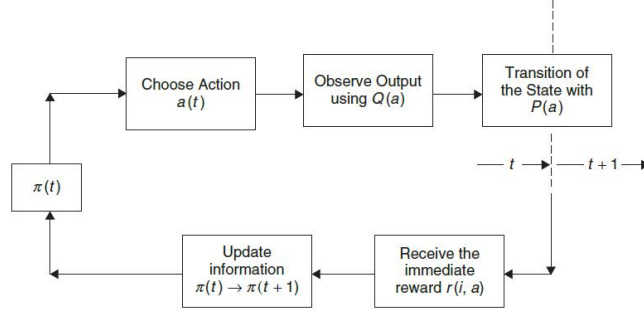 Choose Action
a(t)
Observe Output
using Q(a)
Transition of
the State with
P(a)
t
t + 1
π(t)
Update
information
π(t) → π(t + 1)
Receive the
immediate
reward r(i, a)